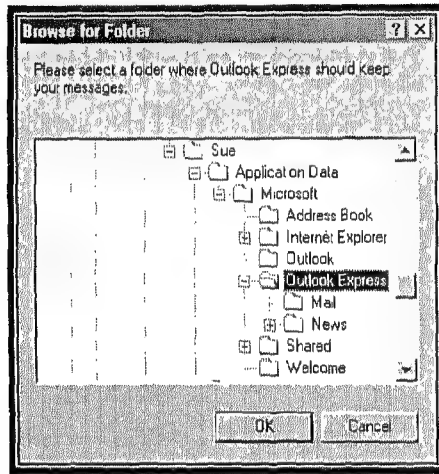 Browse for Folder
Please select a folder where Outlook Express should keep
your messages.
Sue
Application Data
Microsoft
Address Book
Internet Explorer
Outlook
Outlook Express
Mail
News
Shared
Welcome
OK
Cancel